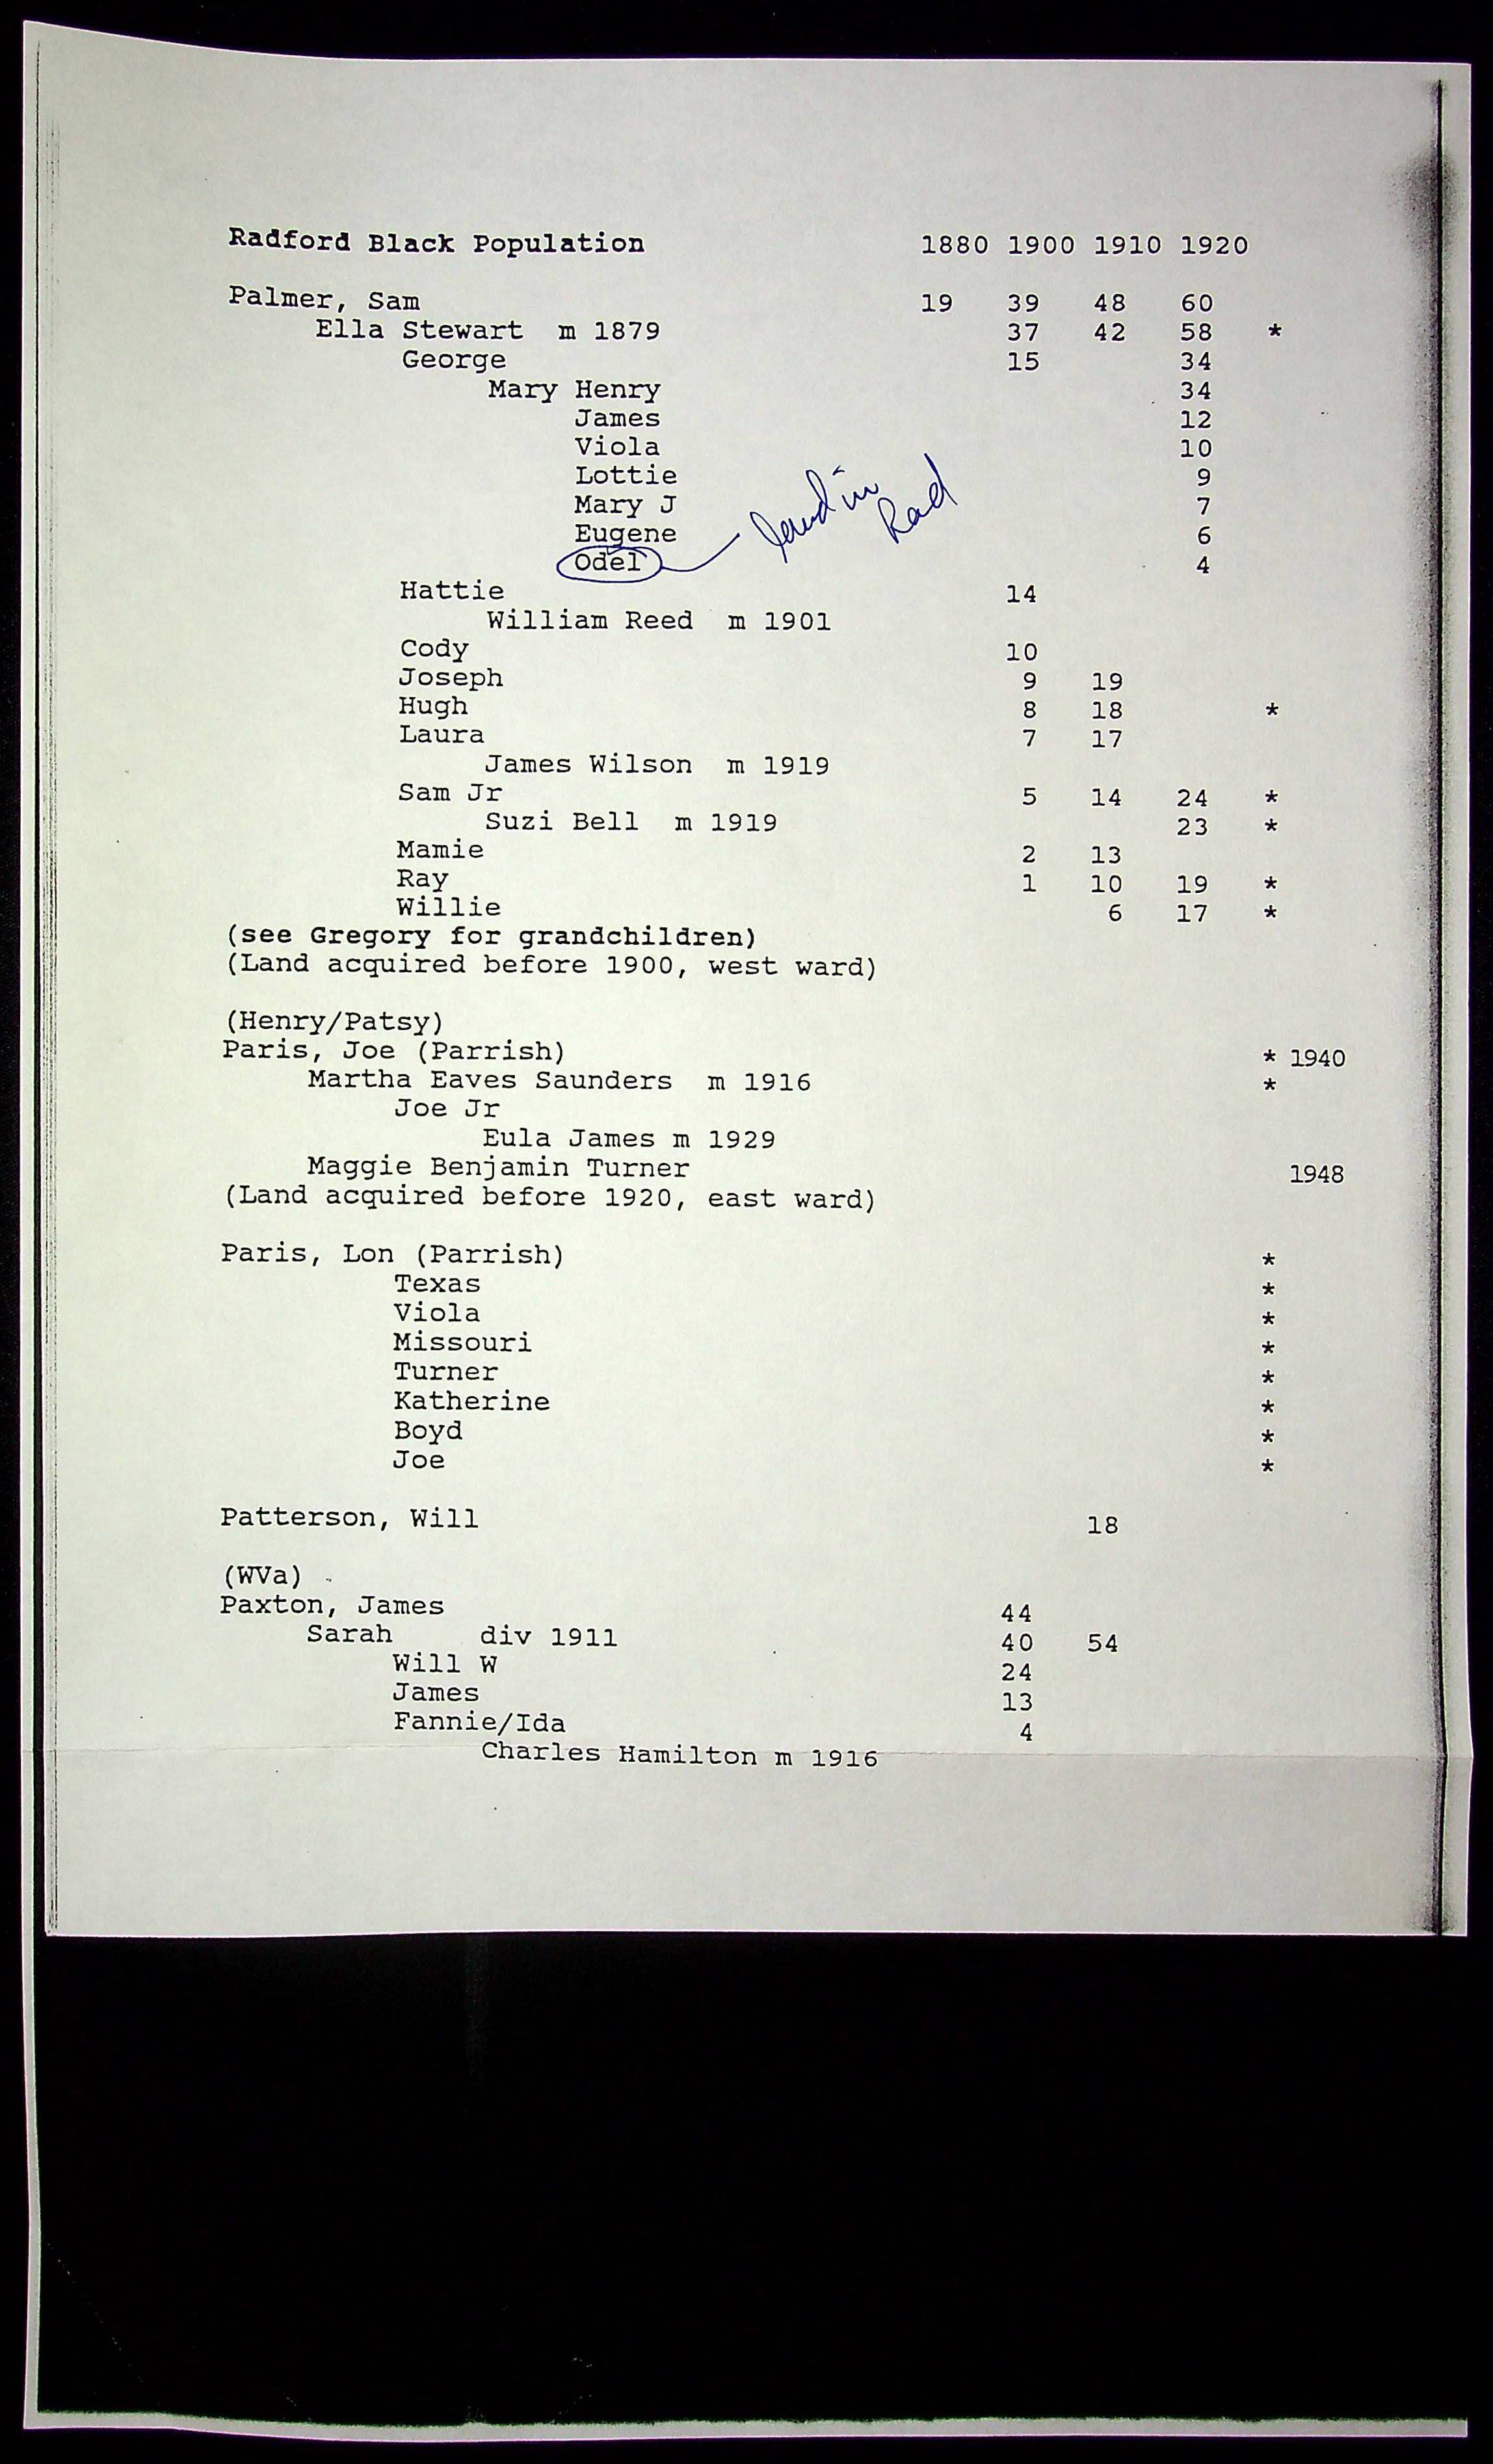 Radford Black Population 1880 1900 1910 1920
Palmer, Sam 19 39 48 60
Ella Stewart m 1879 37 42 58 *
George 15 34
Mary Henry 34
James 12
Viola 10
Lottie 9
Mary J 7
Eugene 6
Odel 4
land in
Rad
Hattie 14
William Reed m 1901
Cody 10
Joseph 9 19
Hugh 8 18 *
Laura 7 17
James Wilson m 1919
Sam Jr 5 14 24 *
Suzi Bell m 1919 23 *
Mamie 2 13
Ray 1 10 19 *
Willie 6 17 *
(see Gregory for grandchildren)
(Land acquired before 1900, west ward)
(Henry/Patsy)
Paris, Joe (Parrish) * 1940
Martha Eaves Saunders m 1916 *
Joe Jr
Eula James m 1929
Maggie Benjamin Turner 1948
(Land acquired before 1920, east ward)
Paris, Lon (Parrish) *
Texas *
Viola *
Missouri *
Turner *
Katherine *
Boyd *
Joe *
Patterson, Will 18
(WVa)
Paxton, James 44
Sarah div 1911 40 54
Will W 24
James 13
Fannie/Ida 4
Charles Hamilton m 1916